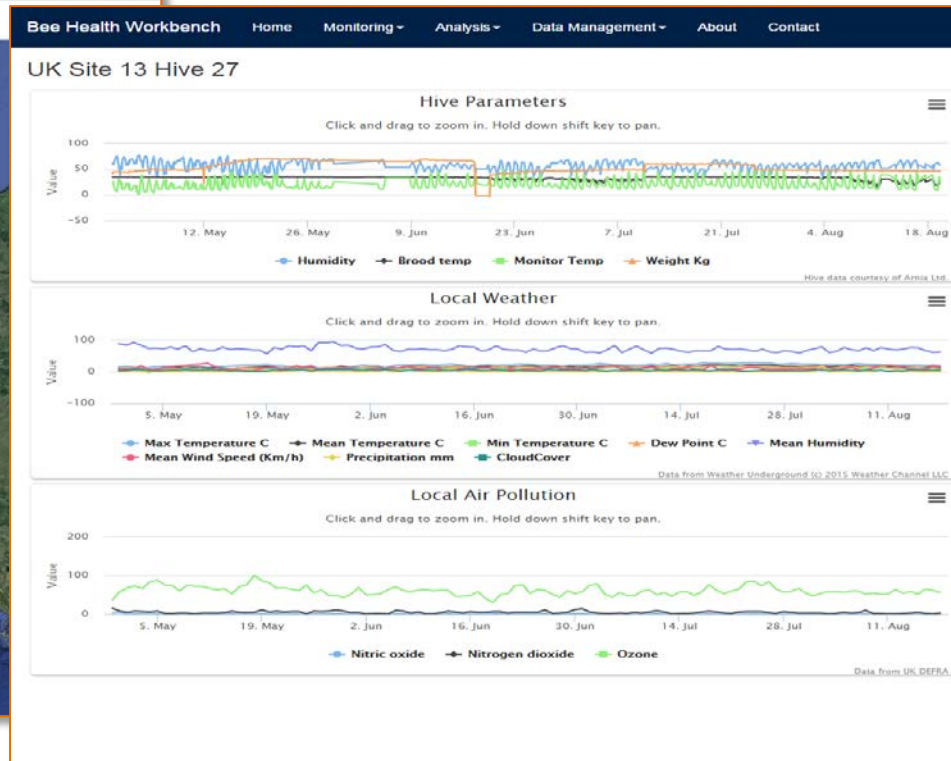 Bee Health Workbench Home Monitoring Analysis Data Management About Contact
UK Site 13 Hive 27
Hive Parameters
Click and drag to zoom in. Hold down shift key to pan.
100
50
0
-50
Value
12. May 26. May 9. Jun 23. Jun 7. Jul 21. Jul 4. Aug 18. Aug
Humidity Brood temp Monitor Temp Weight Kg
Hive data courtesy of Arnia Ltd.
Local Weather
Click and drag to zoom in. Hold down shift key to pan.
100
0
-100
Value
5. May 19. May 2. Jun 16. Jun 30. Jun 14. Jul 28. Jul 11. Aug
Max Temperature C Mean Temperature C Min Temperature C Dew Point C Mean Humidity
Mean Wind Speed (Km/h) Precipitation mm CloudCover
Data from Weather Underground (c) 2015 Weather Channel LLC
Local Air Pollution
Click and drag to zoom in. Hold down shift key to pan.
200
100
0
Value
5. May 19. May 2. Jun 16. Jun 30. Jun 14. Jul 28. Jul 11. Aug
Nitric oxide Nitrogen dioxide Ozone
Data from UK DEFRA